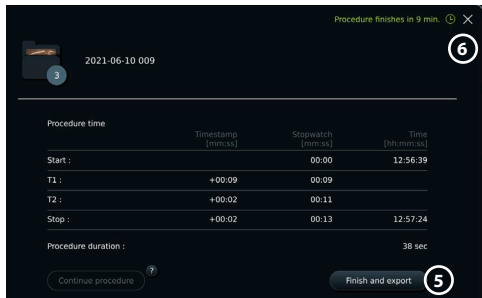 Procedure finishes in 9 min.
6
2021-06-10 009
3
Procedure time
Timestamp [mm:ss] Stopwatch [mm:ss] Time [hh:mm:ss]
Start : 00:00 12:56:39
T1 : +00:09 00:09
T2 : +00:02 00:11
Stop : +00:02 00:13 12:57:24
Procedure duration : 38 sec
Continue procedure ? Finish and export 5